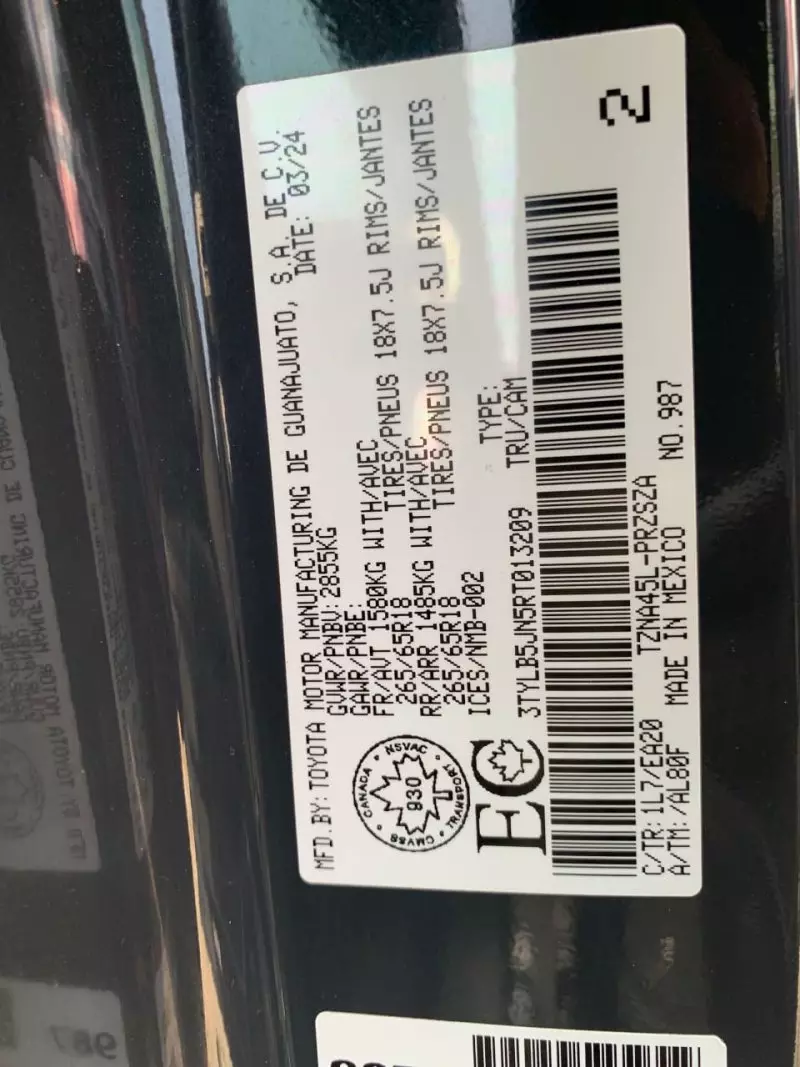 MFD.BY: TOYOTA MOTOR MANUFACTURING DE GUANAJUATO, S.A. DE C.V.
DATE: 03/24
GVWR/PNBV: 2855KG
GAWR/PNBE:
FR/AVT 1580KG WITH/AVEC
265/65R18 TIRES/PNEUS 18X7.5J RIMS/JANTES
RR/ARR 1485KG WITH/AVEC
265/65R18 TIRES/PNEUS 18X7.5J RIMS/JANTES
ICES/NMB-002
TYPE:
3TYLB5JN5RT013209 TRU/CAM
CANADA • NSVAC • TRANSPORT • CMVSS
930
EC
C/TR: 1L7/EA20 TZNA45L-PRZSZA
A/TM: /AL80F MADE IN MEXICO NO.987
2
987